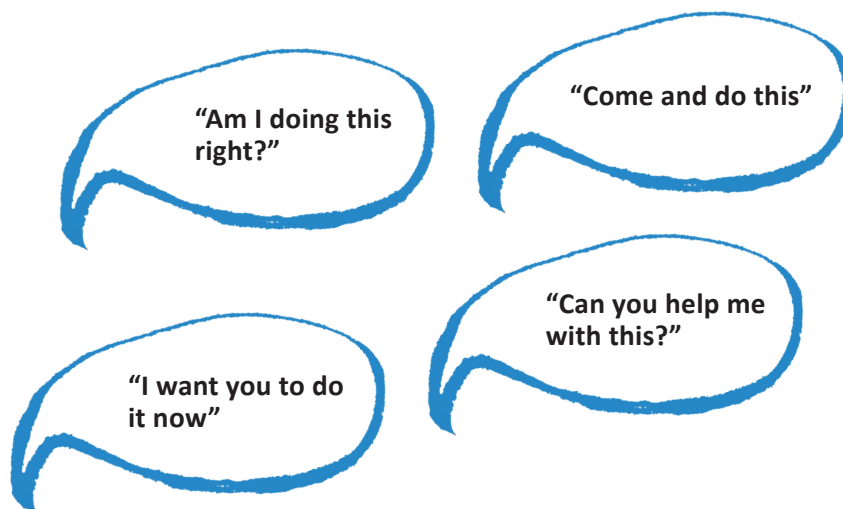 “Am I doing this
right?”
“Come and do this”
“I want you to do
it now”
“Can you help me
with this?”